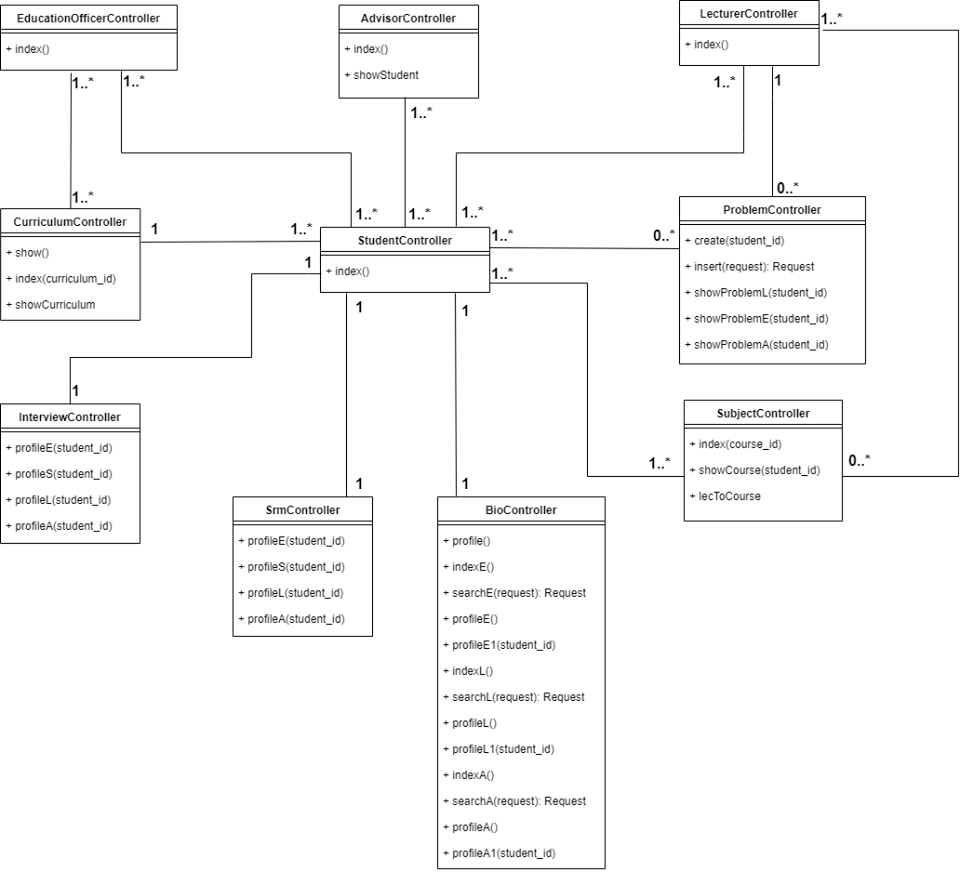 EducationOfficerController
+ index()
1..*
1..*
AdvisorController
+ index()
+ showStudent
1..*
LecturerController
+ index()
1..*
1..*
1
1..*
1..*
1..*
1..*
0..*
CurriculumController
+ show()
+ index(curriculum_id)
+ showCurriculum
1
1..*
StudentController
+ index()
1
1..*
1..*
0..*
1
1
ProblemController
+ create(student_id)
+ insert(request): Request
+ showProblemL(student_id)
+ showProblemE(student_id)
+ showProblemA(student_id)
1
InterviewController
+ profileE(student_id)
+ profileS(student_id)
+ profileL(student_id)
+ profileA(student_id)
1..*
SubjectController
+ index(course_id)
+ showCourse(student_id)
+ lecToCourse
0..*
1
SrmController
+ profileE(student_id)
+ profileS(student_id)
+ profileL(student_id)
+ profileA(student_id)
1
BioController
+ profile()
+ indexE()
+ searchE(request): Request
+ profileE()
+ profileE1(student_id)
+ indexL()
+ searchL(request): Request
+ profileL()
+ profileL1(student_id)
+ indexA()
+ searchA(request): Request
+ profileA()
+ profileA1(student_id)